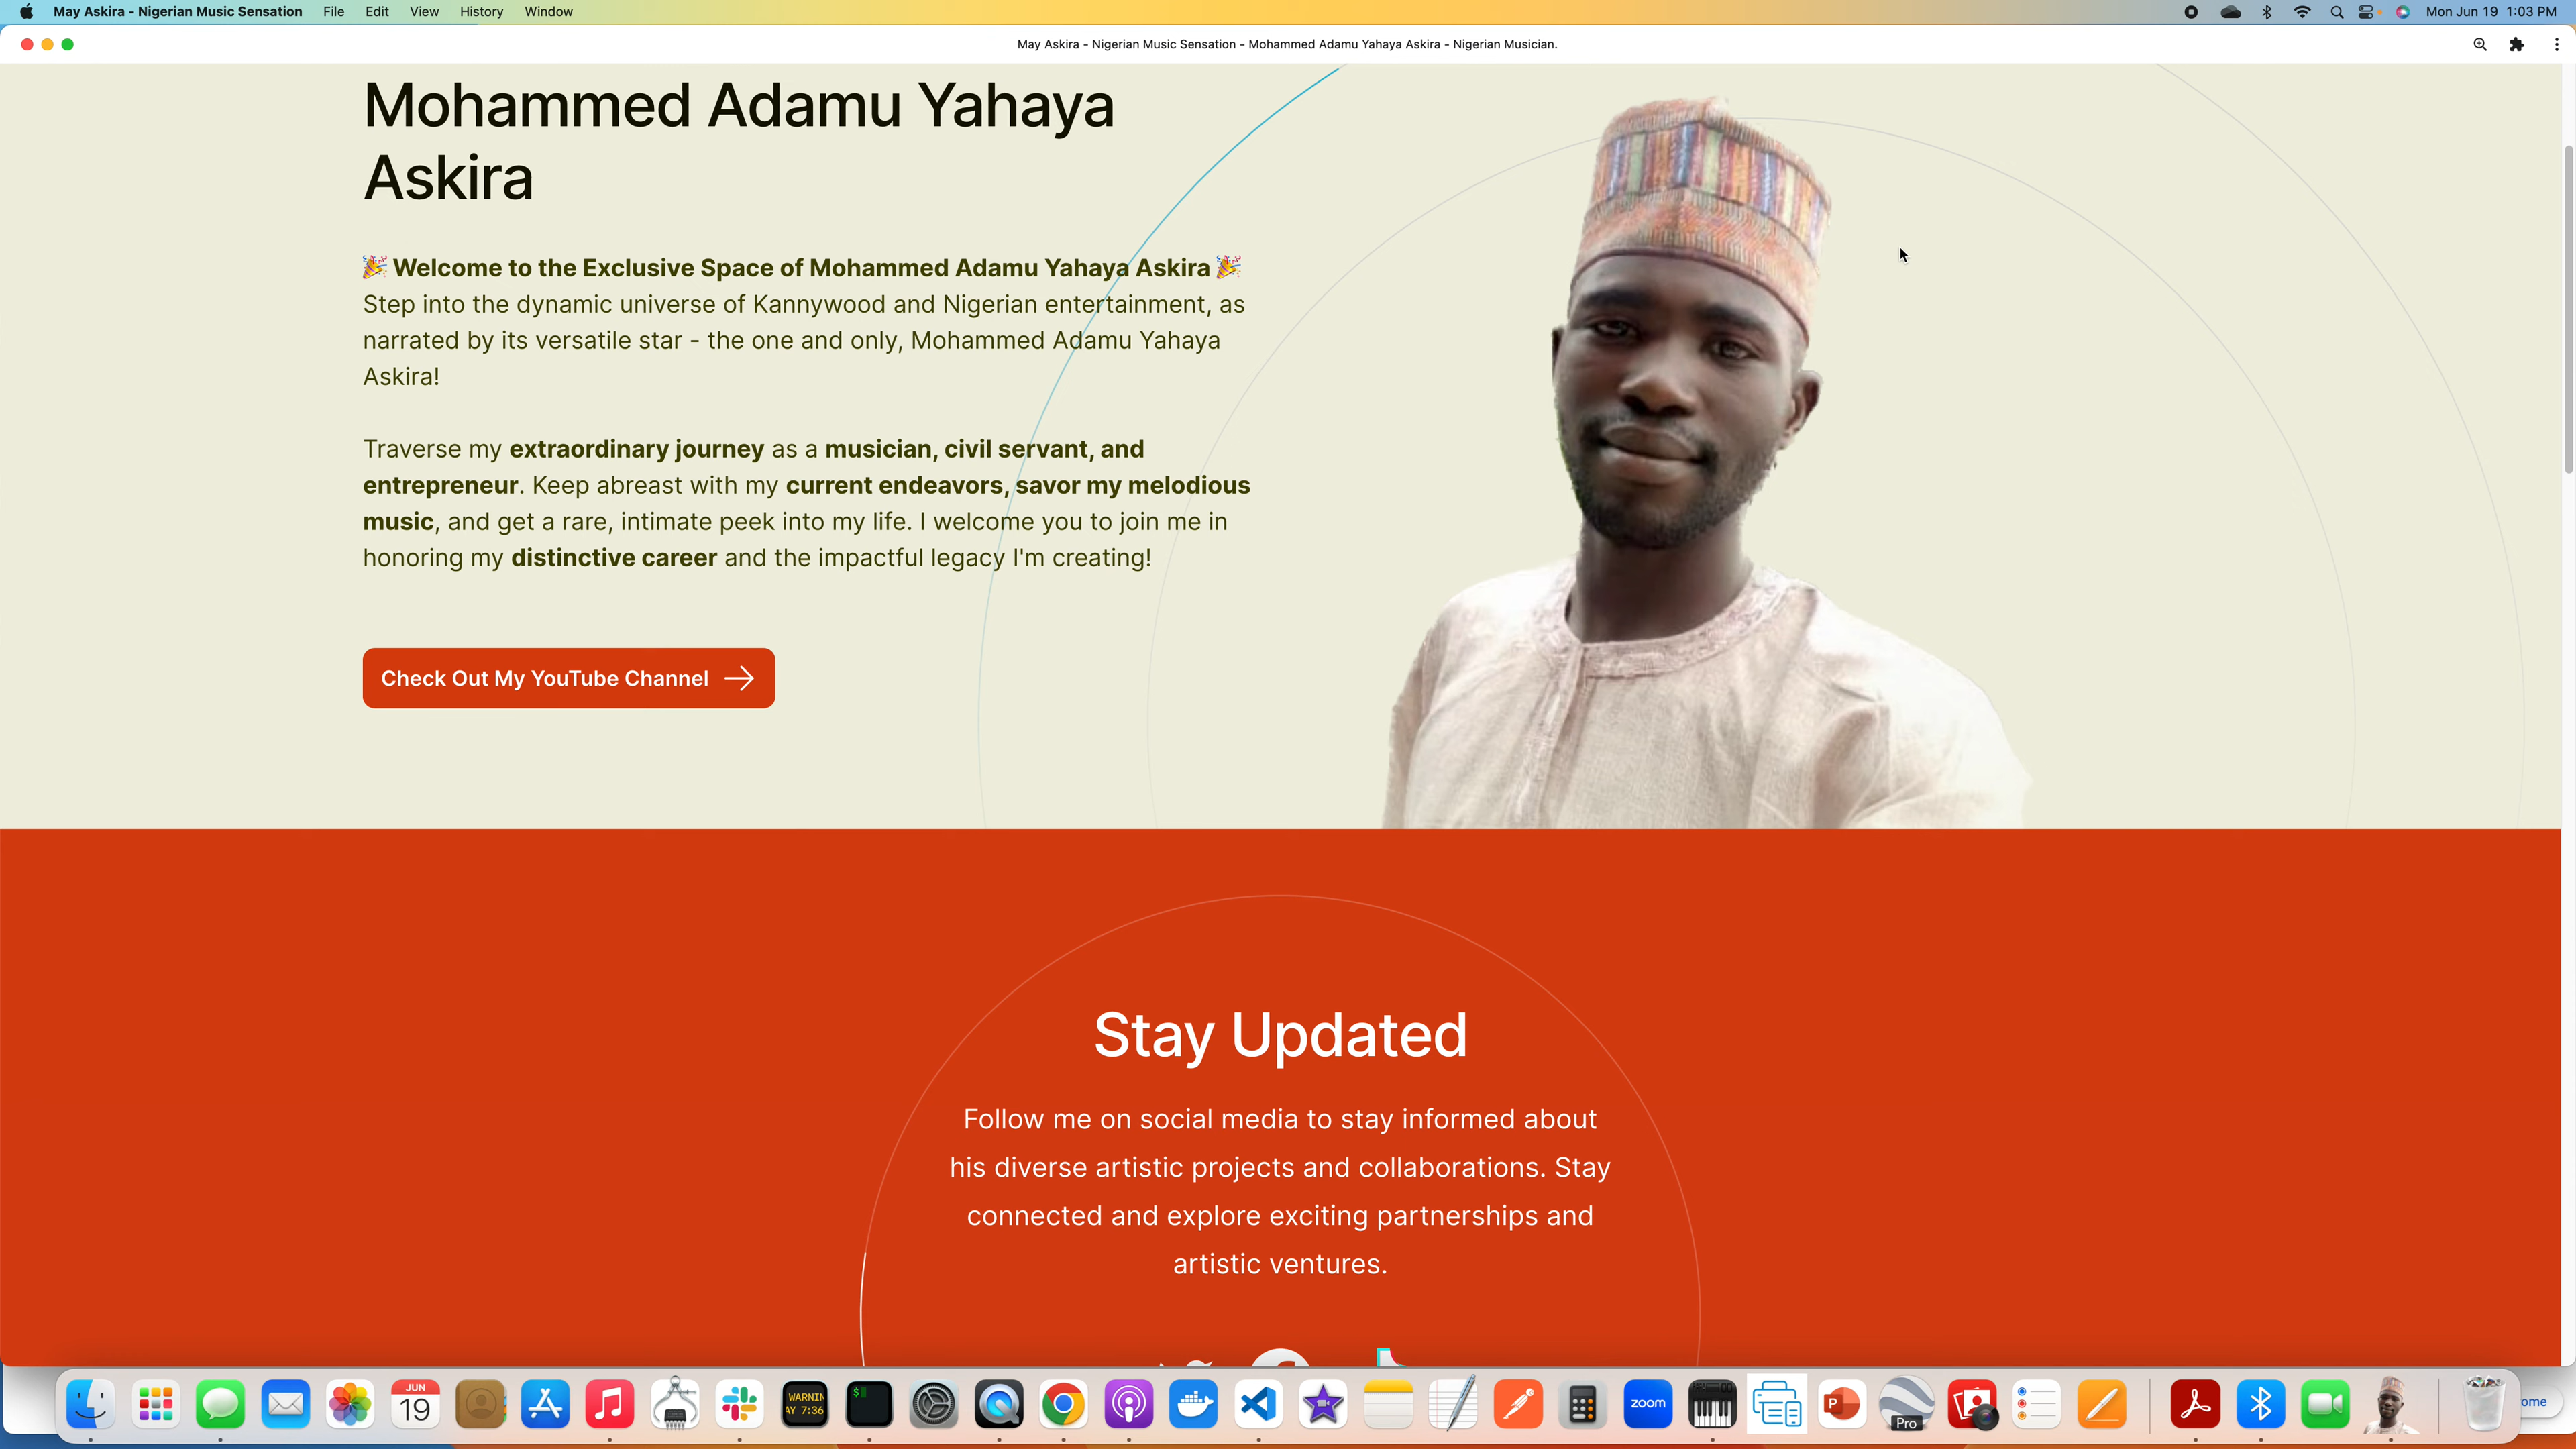 May Askira - Nigerian Music Sensation File Edit View History Window Mon Jun 19 1:03 PM
May Askira - Nigerian Music Sensation - Mohammed Adamu Yahaya Askira - Nigerian Musician.
Mohammed Adamu Yahaya
Askira
🎉 Welcome to the Exclusive Space of Mohammed Adamu Yahaya Askira 🎉
Step into the dynamic universe of Kannywood and Nigerian entertainment, as
narrated by its versatile star - the one and only, Mohammed Adamu Yahaya
Askira!
Traverse my extraordinary journey as a musician, civil servant, and
entrepreneur. Keep abreast with my current endeavors, savor my melodious
music, and get a rare, intimate peek into my life. I welcome you to join me in
honoring my distinctive career and the impactful legacy I'm creating!
Check Out My YouTube Channel
Stay Updated
Follow me on social media to stay informed about
his diverse artistic projects and collaborations. Stay
connected and explore exciting partnerships and
artistic ventures.
JUN
19
WARNIN
AY 7:36
zoom
P
Pro
ome